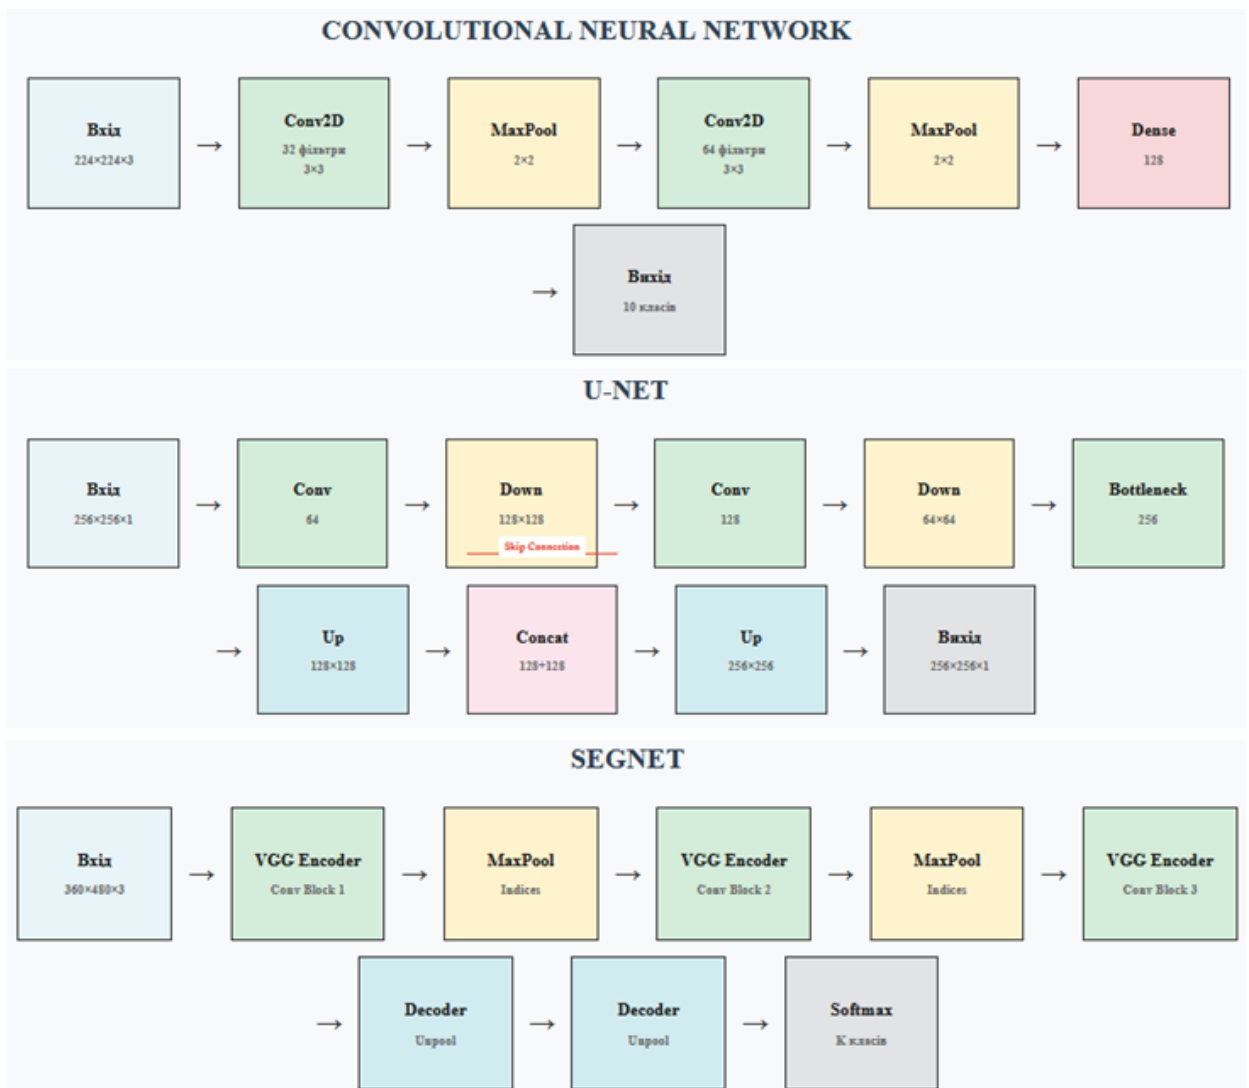 CONVOLUTIONAL NEURAL NETWORK
Вхід
224×224×3
→
Conv2D
32 фільтри
3×3
→
MaxPool
2×2
→
Conv2D
64 фільтри
3×3
→
MaxPool
2×2
→
Dense
128
→
Вихід
10 класів
U-NET
Вхід
256×256×1
→
Conv
64
→
Down
128×128
Skip Connection
→
Conv
128
→
Down
64×64
→
Bottleneck
256
→
Up
128×128
→
Concat
128+128
→
Up
256×256
→
Вихід
256×256×1
SEGNET
Вхід
360×480×3
→
VGG Encoder
Conv Block 1
→
MaxPool
Indices
→
VGG Encoder
Conv Block 2
→
MaxPool
Indices
→
VGG Encoder
Conv Block 3
→
Decoder
Unpool
→
Decoder
Unpool
→
Softmax
K класів